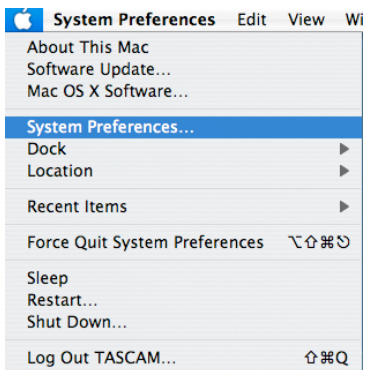 System Preferences Edit View Wi
About This Mac
Software Update...
Mac OS X Software...
System Preferences...
Dock
Location
Recent Items
Force Quit System Preferences ⌥⇧⌘⎋
Sleep
Restart...
Shut Down...
Log Out TASCAM... ⇧⌘Q